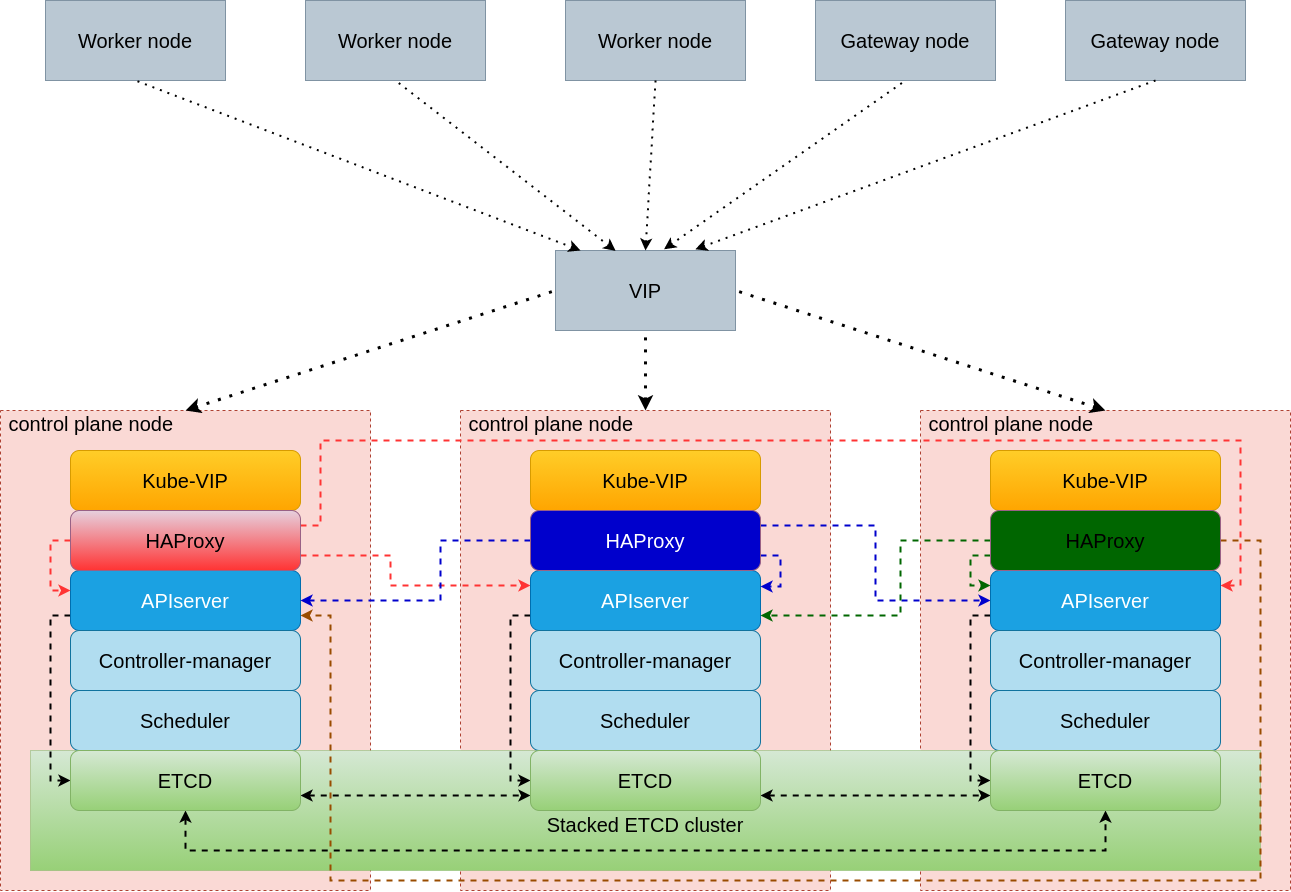 Worker node
Worker node
Worker node
Gateway node
Gateway node
VIP
control plane node
control plane node
control plane node
Kube-VIP
Kube-VIP
Kube-VIP
HAProxy
HAProxy
HAProxy
APIserver
APIserver
APIserver
Controller-manager
Controller-manager
Controller-manager
Scheduler
Scheduler
Scheduler
ETCD
ETCD
ETCD
Stacked ETCD cluster